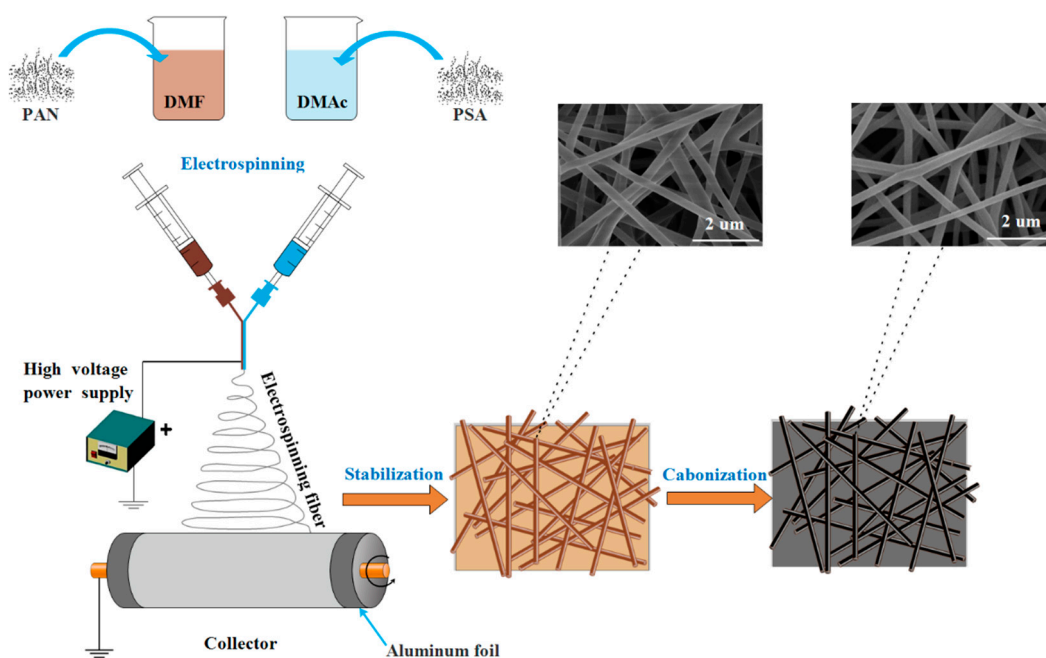 PAN
DMF
DMAc
PSA
Electrospinning
2 um
2 um
High voltage
power supply
+
Electrospinning fiber
Stabilization
Cabonization
Collector
Aluminum foil